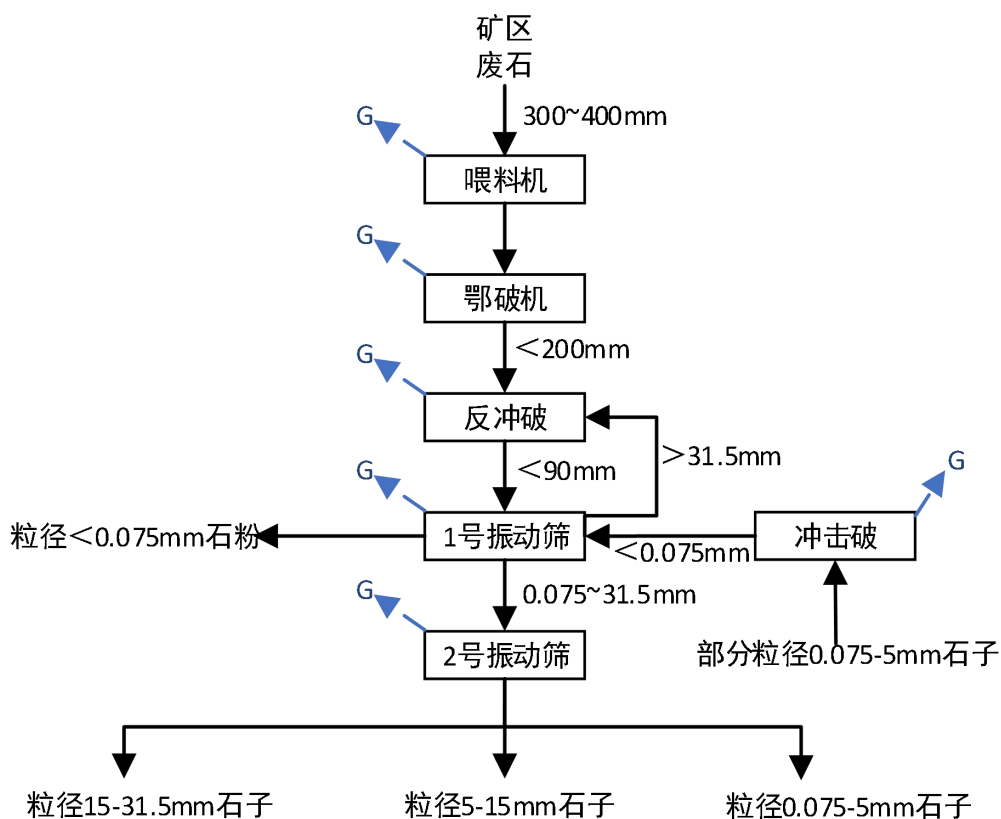 矿区
废石
300~400mm
G
喂料机
G
鄂破机
＜200mm
G
反冲破
＞31.5mm
＜90mm
G
G
粒径＜0.075mm石粉
1号振动筛
＜0.075mm
冲击破
0.075~31.5mm
G
2号振动筛
部分粒径0.075-5mm石子
粒径15-31.5mm石子
粒径5-15mm石子
粒径0.075-5mm石子